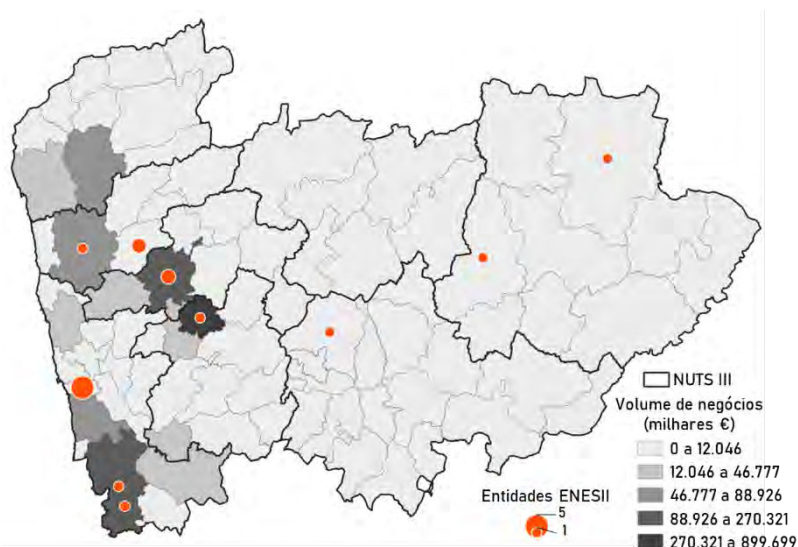 NUTS III
Volume de negócios
(milhares €)
0 a 12.046
12.046 a 46.777
46.777 a 88.926
88.926 a 270.321
270.321 a 899.699
Entidades ENESII
5
1